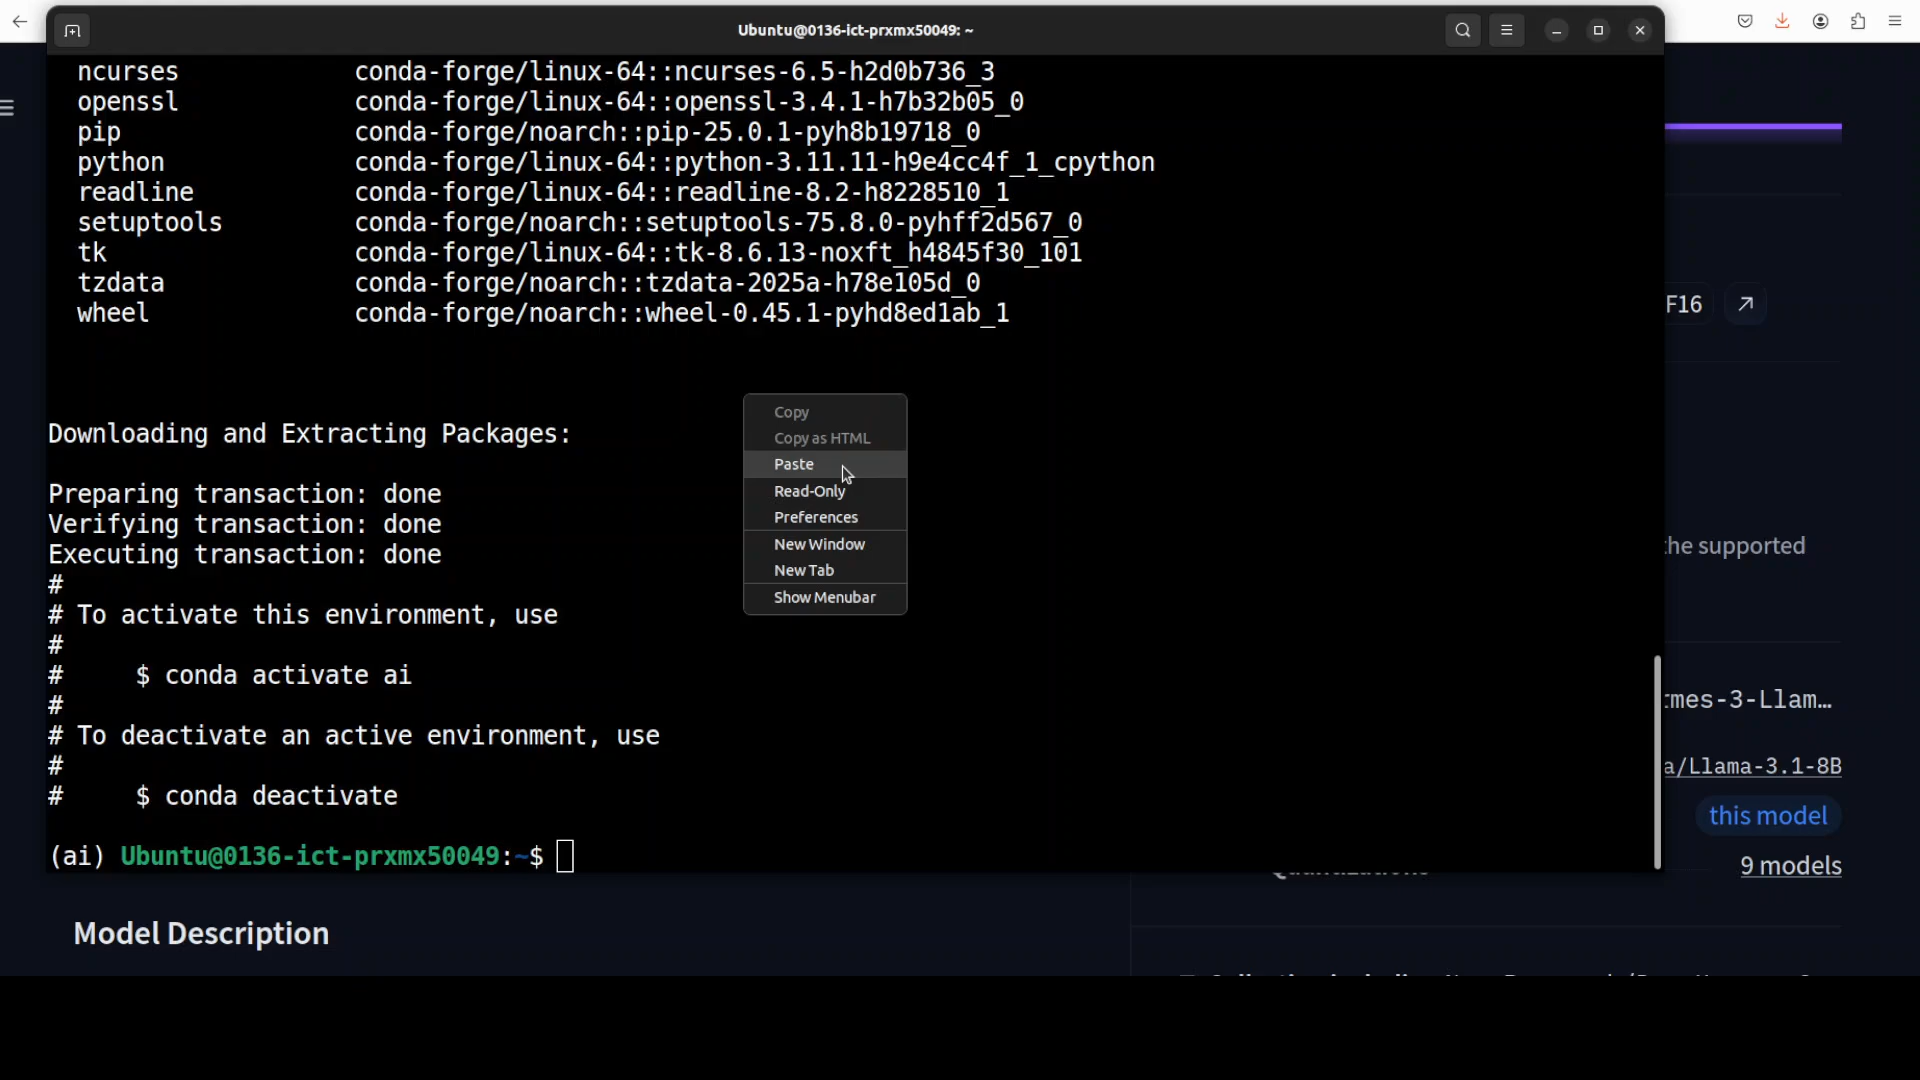 Ubuntu@0136-ict-prxmx50049: ~
ncurses conda-forge/linux-64::ncurses-6.5-h2d0b736_3
openssl conda-forge/linux-64::openssl-3.4.1-h7b32b05_0
pip conda-forge/noarch::pip-25.0.1-pyh8b19718_0
python conda-forge/linux-64::python-3.11.11-h9e4cc4f_1_cpython
readline conda-forge/linux-64::readline-8.2-h8228510_1
setuptools conda-forge/noarch::setuptools-75.8.0-pyhff2d567_0
tk conda-forge/linux-64::tk-8.6.13-noxft_h4845f30_101
tzdata conda-forge/noarch::tzdata-2025a-h78e105d_0
wheel conda-forge/noarch::wheel-0.45.1-pyhd8ed1ab_1
Downloading and Extracting Packages:
Preparing transaction: done
Verifying transaction: done
Executing transaction: done
#
# To activate this environment, use
#
# $ conda activate ai
#
# To deactivate an active environment, use
#
# $ conda deactivate
(ai) Ubuntu@0136-ict-prxmx50049:~$
Copy
Copy as HTML
Paste
Read-Only
Preferences
New Window
New Tab
Show Menubar
F16
the supported
rmes-3-Llam…
a/Llama-3.1-8B
this model
9 models
Model Description